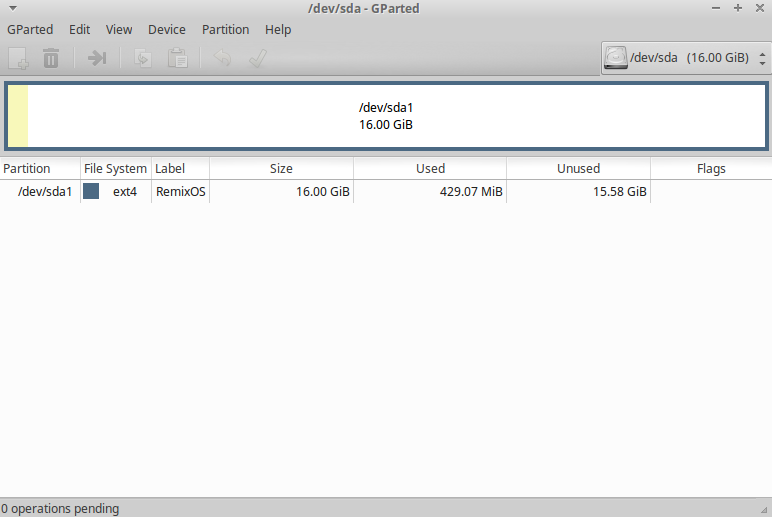 /dev/sda - GParted
GParted Edit View Device Partition Help
/dev/sda (16.00 GiB)
/dev/sda1
16.00 GiB
Partition File System Label Size Used Unused Flags
/dev/sda1 ext4 RemixOS 16.00 GiB 429.07 MiB 15.58 GiB
0 operations pending